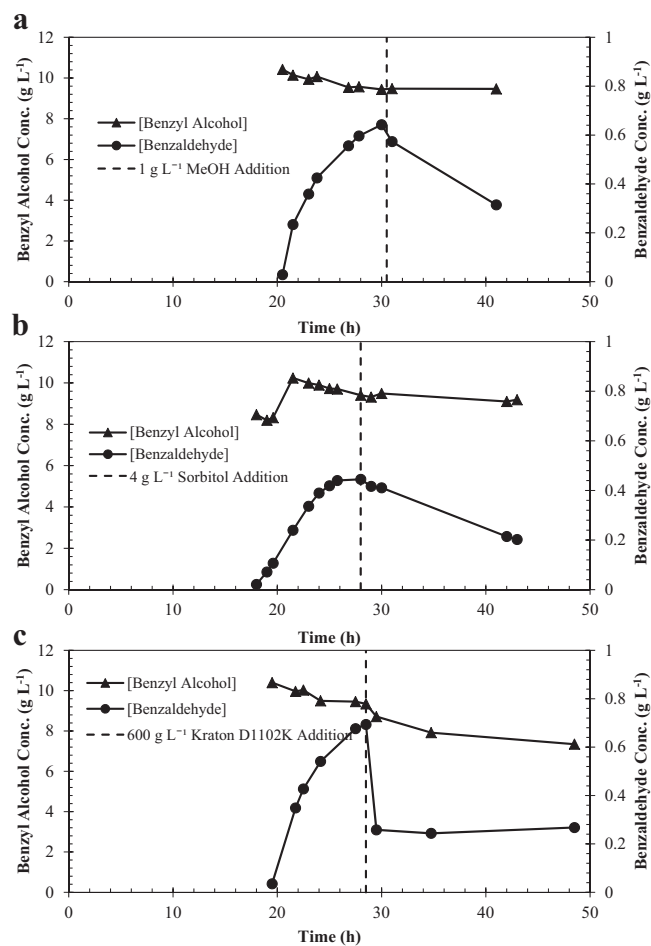 a
12
10
8
6
4
2
0
Benzyl Alcohol Conc. (g L⁻¹)
[Benzyl Alcohol]
[Benzaldehyde]
1 g L⁻¹ MeOH Addition
1
0.8
0.6
0.4
0.2
0
Benzaldehyde Conc. (g L⁻¹)
0 10 20 30 40 50
Time (h)
b
12
10
8
6
4
2
0
Benzyl Alcohol Conc. (g L⁻¹)
[Benzyl Alcohol]
[Benzaldehyde]
4 g L⁻¹ Sorbitol Addition
1
0.8
0.6
0.4
0.2
0
Benzaldehyde Conc. (g L⁻¹)
0 10 20 30 40 50
Time (h)
c
12
10
8
6
4
2
0
Benzyl Alcohol Conc. (g L⁻¹)
[Benzyl Alcohol]
[Benzaldehyde]
600 g L⁻¹ Kraton D1102K Addition
1
0.8
0.6
0.4
0.2
0
Benzaldehyde Conc. (g L⁻¹)
0 10 20 30 40 50
Time (h)